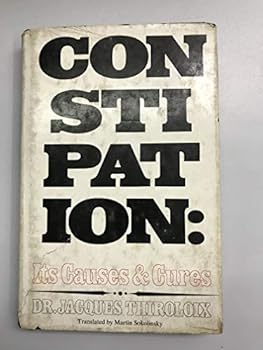 CON
STI
PAT
ION:
Its Causes & Cures
DR. JACQUES THIROLOIX
Translated by Martin Sokolinsky